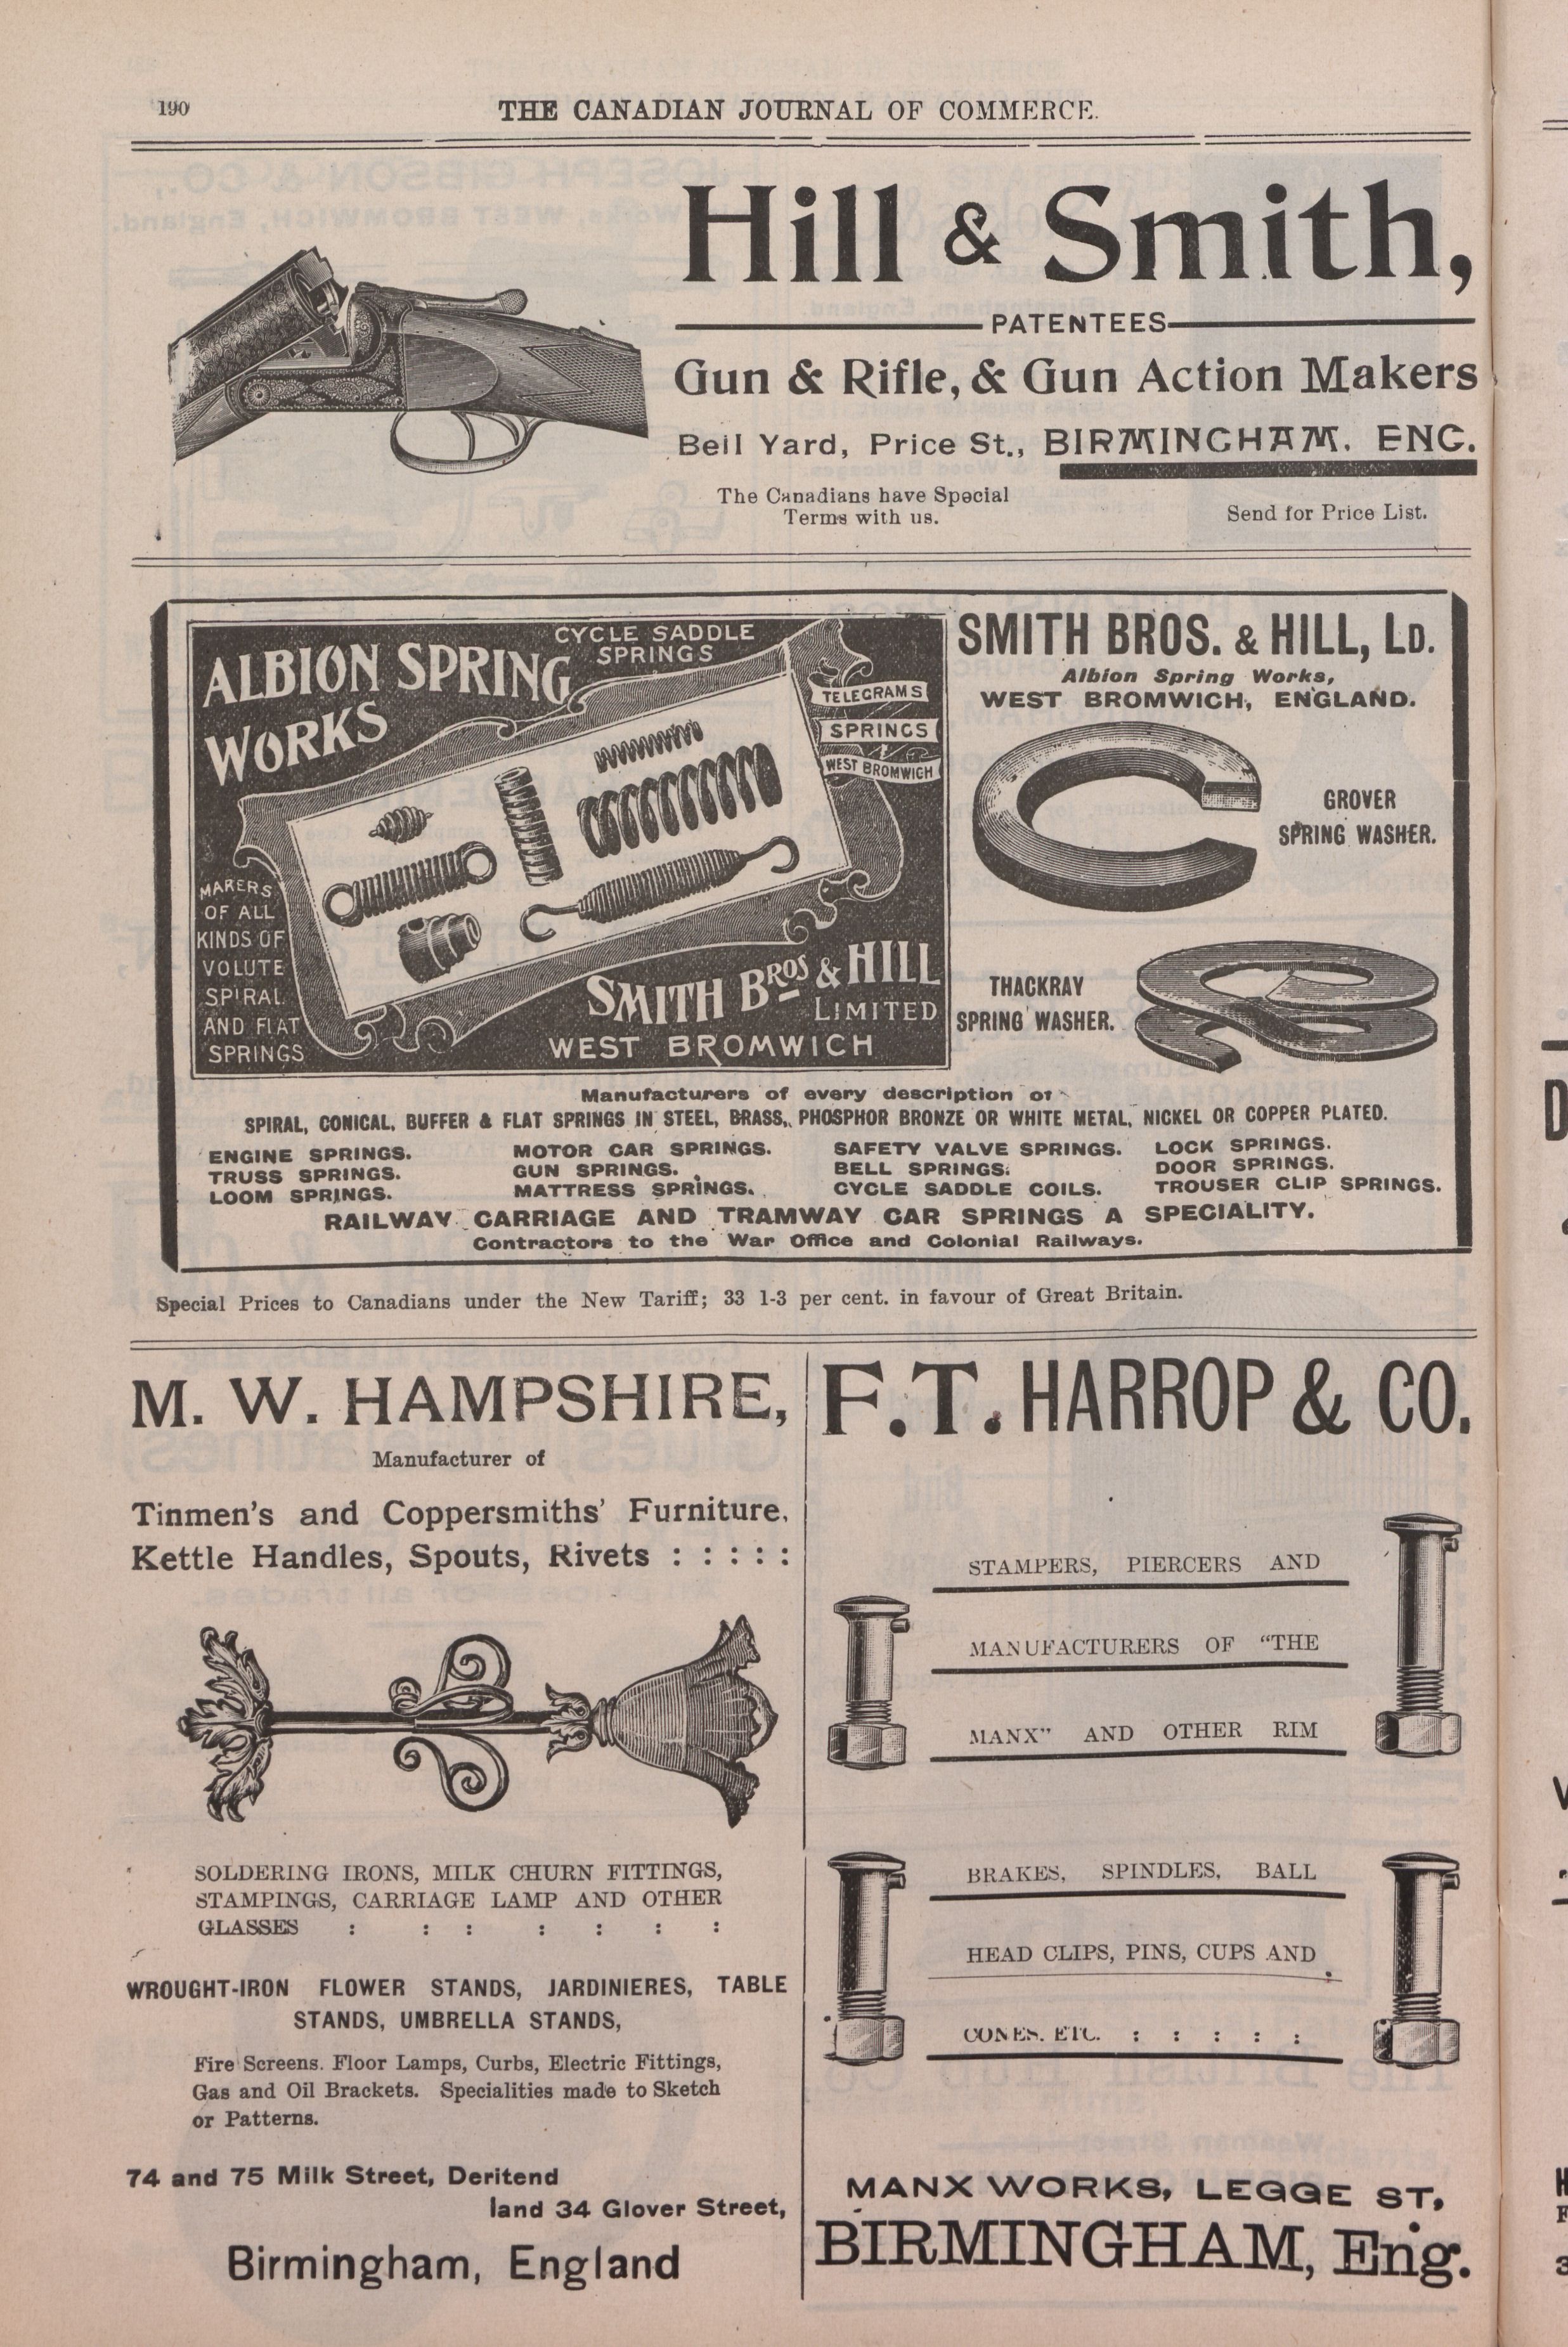 190
THE CANADIAN JOURNAL OF COMMERCE.
Hill & Smith,
PATENTEES
Gun & Rifle, & Gun Action Makers
Bell Yard, Price St., BIRMINGHAM, ENG.
The Canadians have Special
Terms with us.
Send for Price List.
ALBION SPRING
WORKS
CYCLE SADDLE
SPRINGS
TELEGRAMS
SPRINGS
WEST BROMWICH
MAKERS
OF ALL
KINDS OF
VOLUTE
SPIRAL
AND FLAT
SPRINGS
SMITH BROS & HILL
LIMITED
WEST BROMWICH
SMITH BROS. & HILL, LD.
Albion Spring Works,
WEST BROMWICH, ENGLAND.
GROVER
SPRING WASHER.
THACKRAY
SPRING WASHER.
Manufacturers of every description of
SPIRAL, CONICAL, BUFFER & FLAT SPRINGS IN STEEL, BRASS, PHOSPHOR BRONZE OR WHITE METAL, NICKEL OR COPPER PLATED.
ENGINE SPRINGS. MOTOR CAR SPRINGS. SAFETY VALVE SPRINGS. LOCK SPRINGS.
TRUSS SPRINGS. GUN SPRINGS. BELL SPRINGS. DOOR SPRINGS.
LOOM SPRINGS. MATTRESS SPRINGS. CYCLE SADDLE COILS. TROUSER CLIP SPRINGS.
RAILWAY CARRIAGE AND TRAMWAY CAR SPRINGS A SPECIALITY.
Contractors to the War Office and Colonial Railways.
Special Prices to Canadians under the New Tariff; 33 1-3 per cent. in favour of Great Britain.
M. W. HAMPSHIRE,
Manufacturer of
Tinmen's and Coppersmiths' Furniture,
Kettle Handles, Spouts, Rivets : : : : :
SOLDERING IRONS, MILK CHURN FITTINGS,
STAMPINGS, CARRIAGE LAMP AND OTHER
GLASSES : : : : : : :
WROUGHT-IRON FLOWER STANDS, JARDINIERES, TABLE
STANDS, UMBRELLA STANDS,
Fire Screens. Floor Lamps, Curbs, Electric Fittings,
Gas and Oil Brackets. Specialities made to Sketch
or Patterns.
74 and 75 Milk Street, Deritend
land 34 Glover Street,
Birmingham, England
F. T. HARROP & CO.
STAMPERS, PIERCERS AND
MANUFACTURERS OF "THE
MANX" AND OTHER RIM
BRAKES, SPINDLES, BALL
HEAD CLIPS, PINS, CUPS AND
CONES. ETC. : : : : :
MANX WORKS, LEGGE ST,
BIRMINGHAM, Eng.